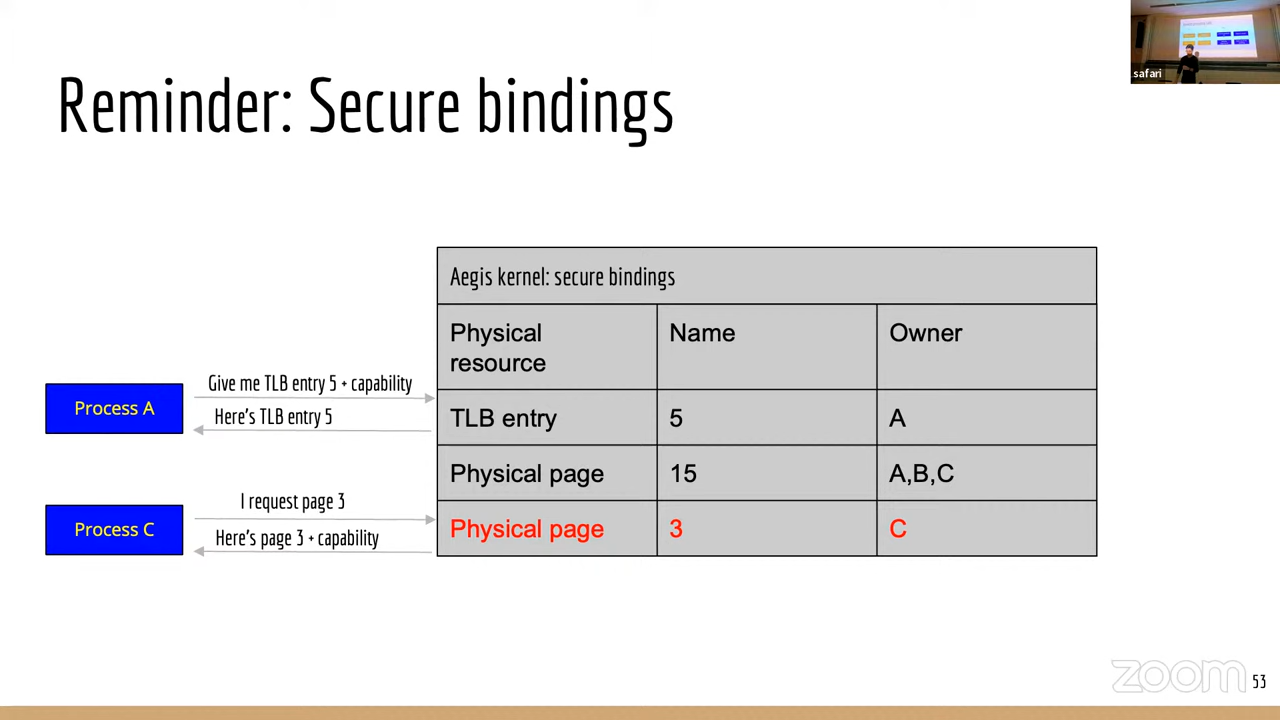 safari
Reminder: Secure bindings
Aegis kernel: secure bindings
Physical
resource
Name
Owner
Give me TLB entry 5 + capability
Process A
Here's TLB entry 5
TLB entry
5
A
Physical page
15
A,B,C
I request page 3
Process C
Here's page 3 + capability
Physical page
3
C
zoom
53